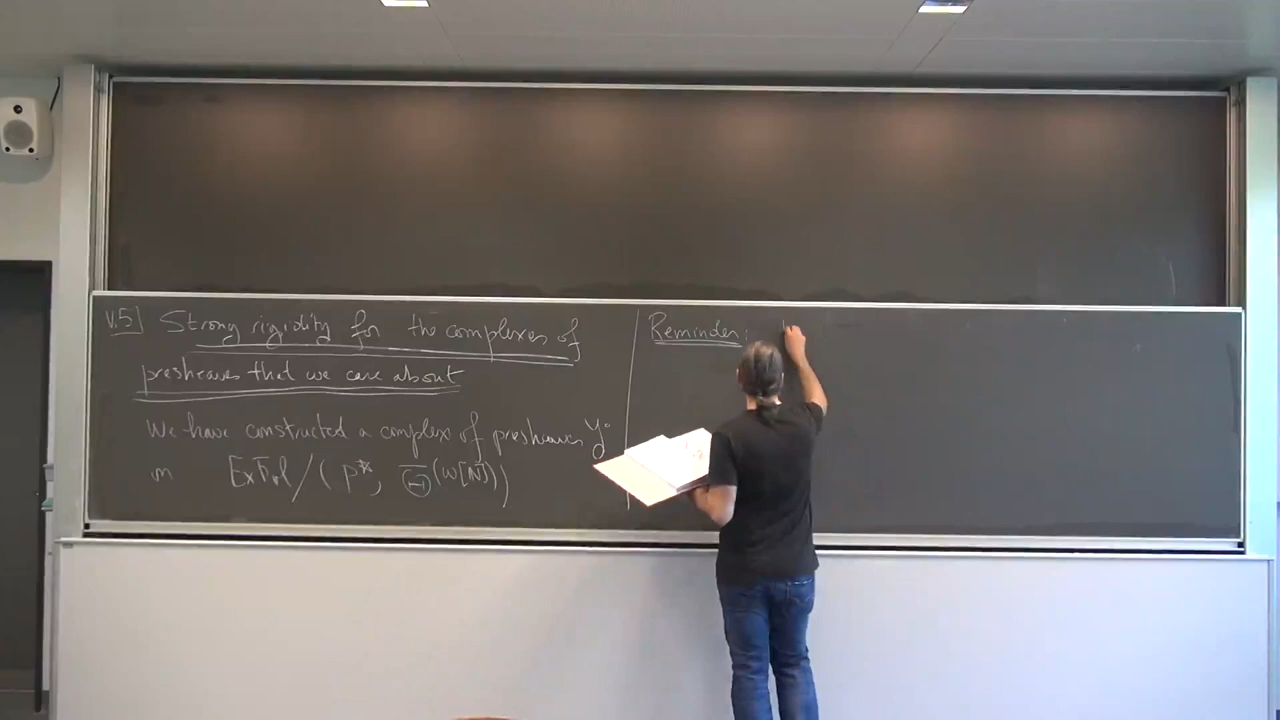 V.5] Strong rigidity for the complexes of
presheaves that we care about
We have constructed a complex of presheaves Y•
on ExFol/(P*, Θ(ω[N]))
Reminder: